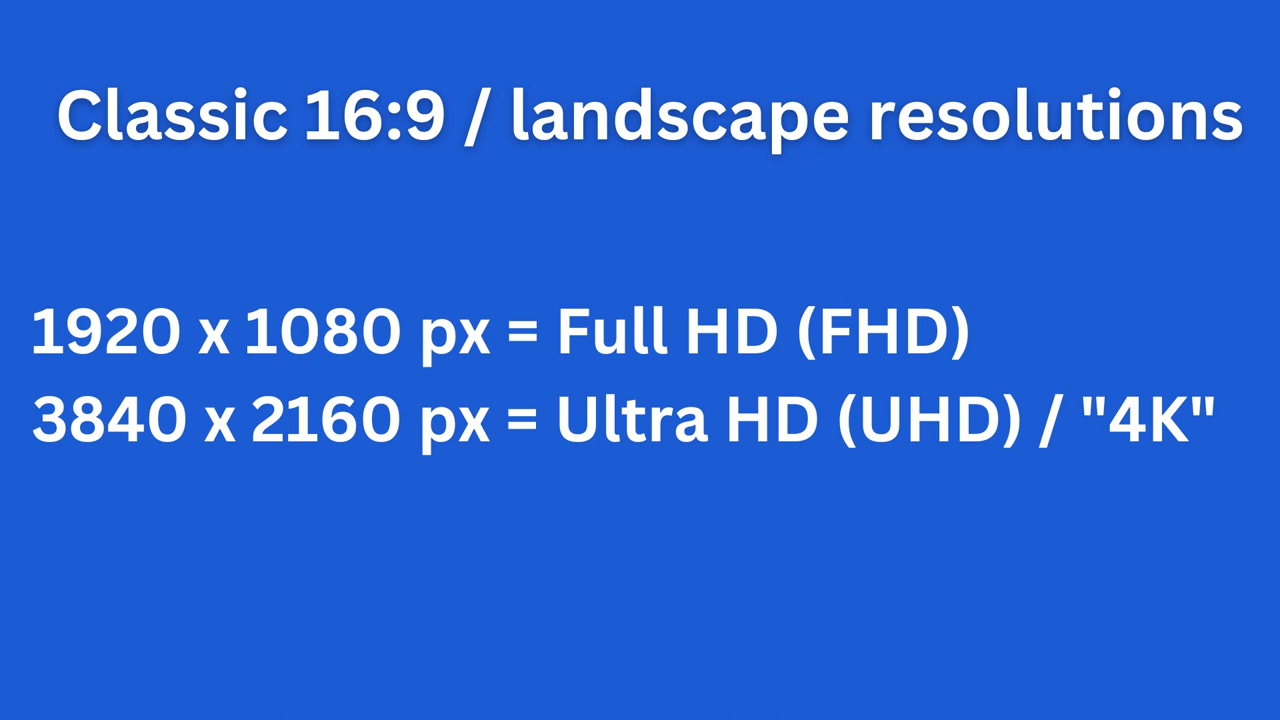 Classic 16:9 / landscape resolutions
1920 x 1080 px = Full HD (FHD)
3840 x 2160 px = Ultra HD (UHD) / "4K"